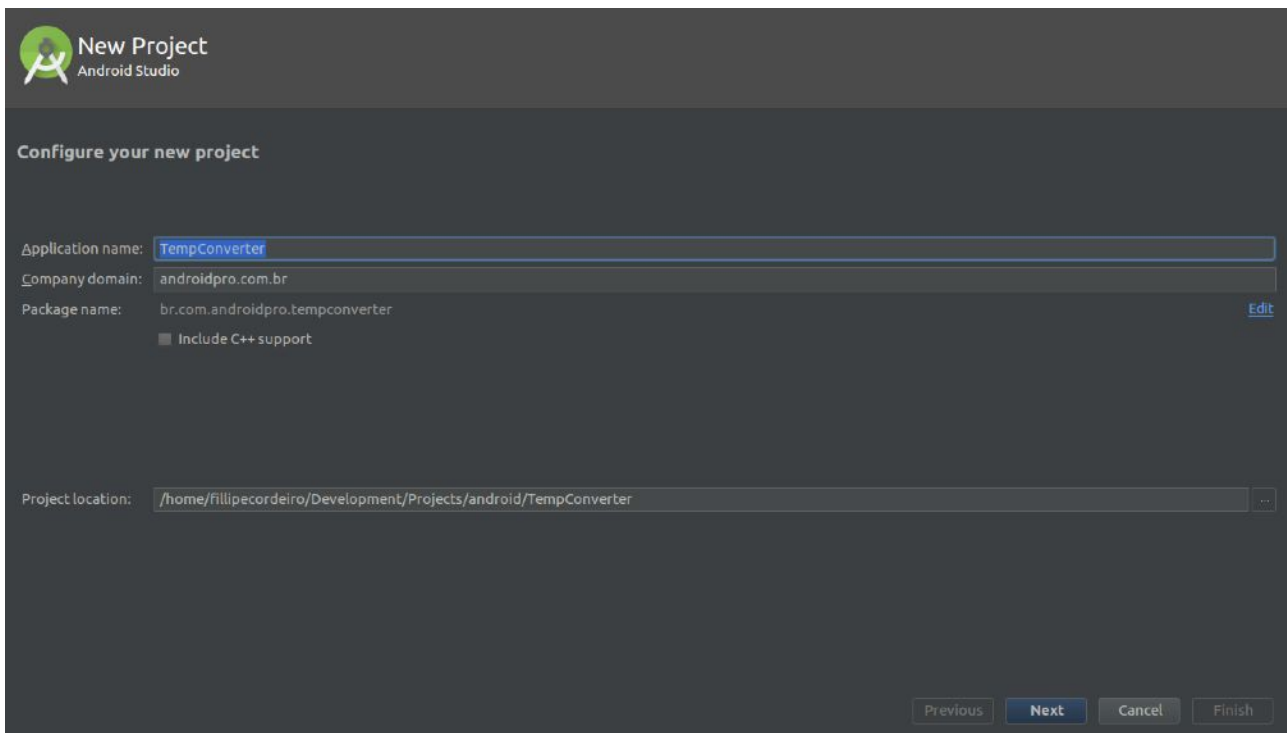 New Project
Android Studio
Configure your new project
Application name: TempConverter
Company domain: androidpro.com.br
Package name: br.com.androidpro.tempconverter Edit
Include C++ support
Project location: /home/fillipecordeiro/Development/Projects/android/TempConverter ...
Previous Next Cancel Finish